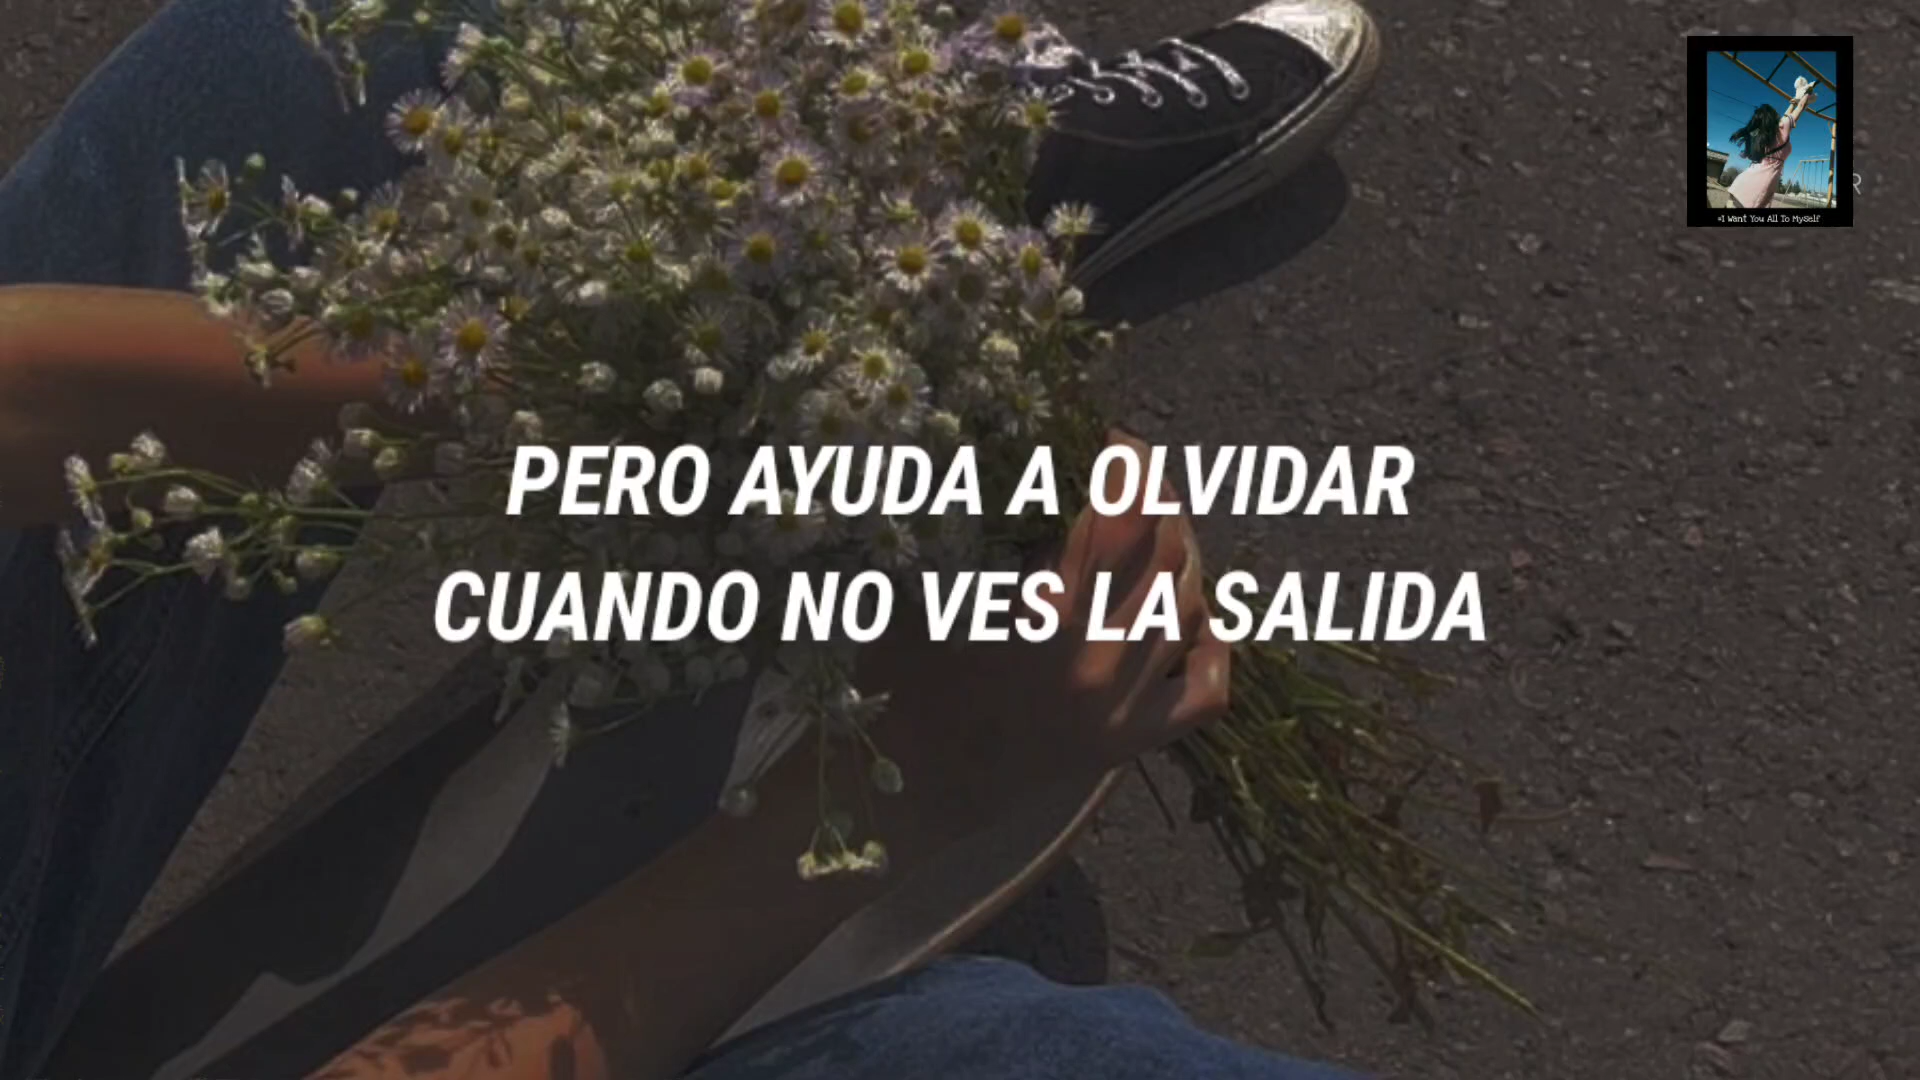 =I Want You All To Myself
R
PERO AYUDA A OLVIDAR
CUANDO NO VES LA SALIDA